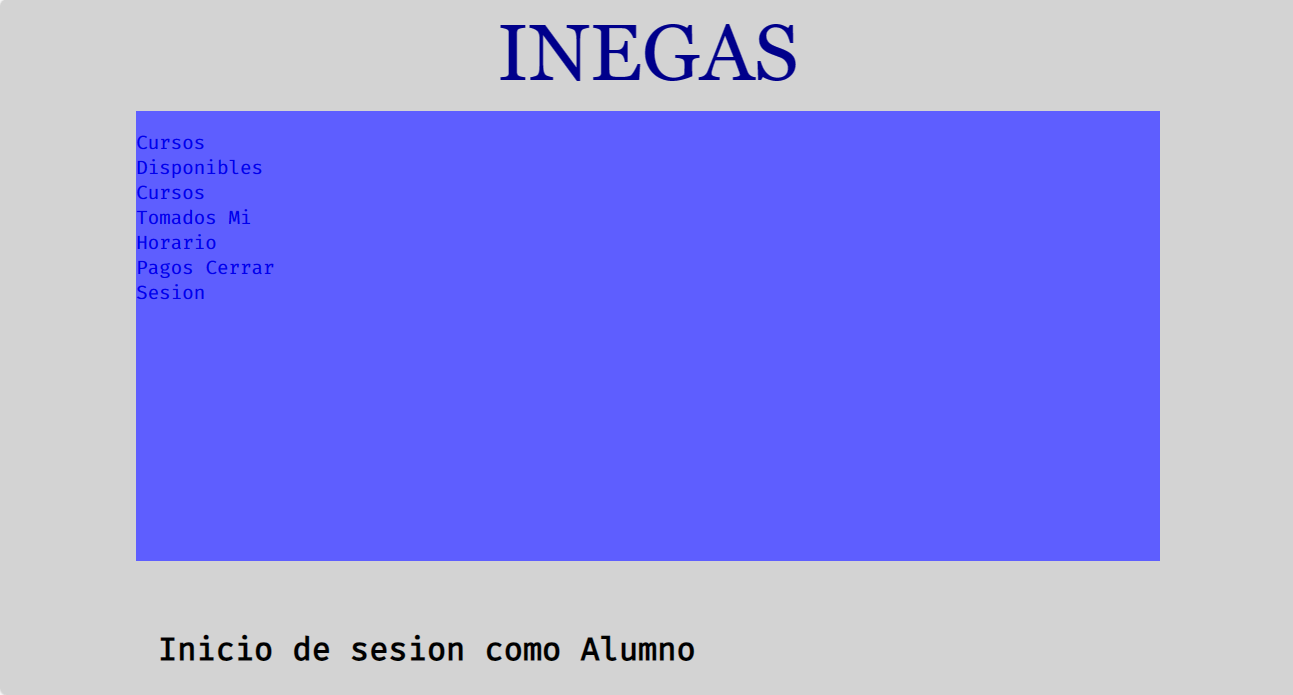 INEGAS
Cursos
Disponibles
Cursos
Tomados Mi
Horario
Pagos Cerrar
Sesion
Inicio de sesion como Alumno